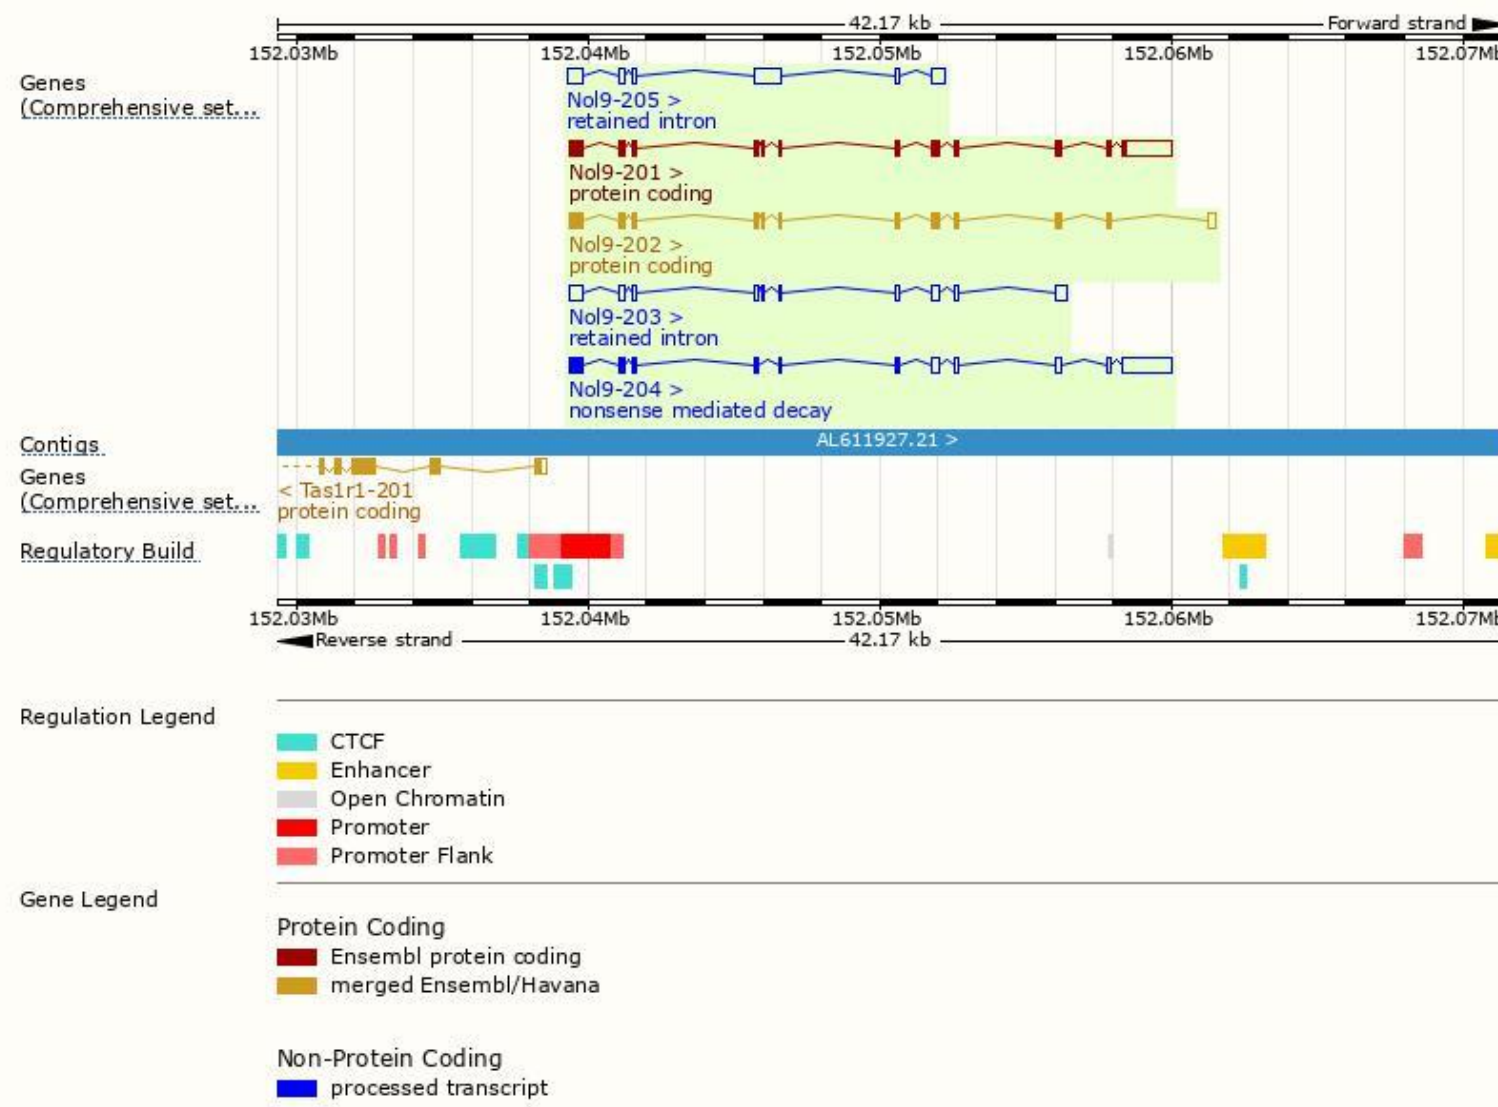 42.17 kb Forward strand
152.03Mb 152.04Mb 152.05Mb 152.06Mb 152.07Mb
Genes
(Comprehensive set...
Nol9-205 >
retained intron
Nol9-201 >
protein coding
Nol9-202 >
protein coding
Nol9-203 >
retained intron
Nol9-204 >
nonsense mediated decay
Contigs AL611927.21 >
Genes
(Comprehensive set...
< Tas1r1-201
protein coding
Regulatory Build
152.03Mb 152.04Mb 152.05Mb 152.06Mb 152.07Mb
Reverse strand 42.17 kb
Regulation Legend
CTCF
Enhancer
Open Chromatin
Promoter
Promoter Flank
Gene Legend
Protein Coding
Ensembl protein coding
merged Ensembl/Havana
Non-Protein Coding
processed transcript